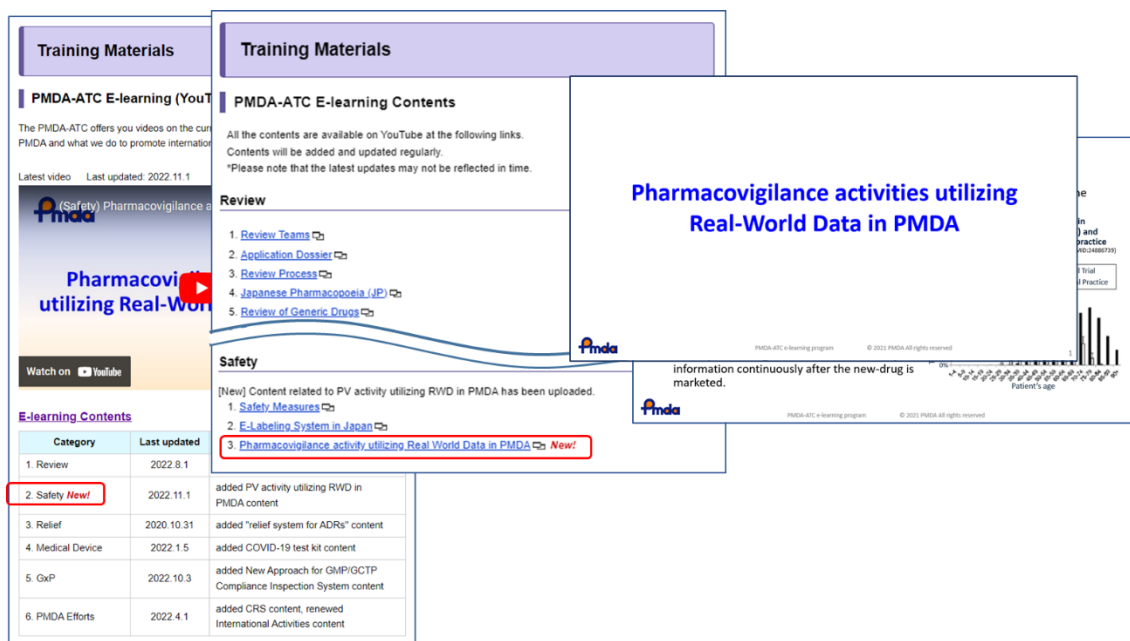 Training Materials
PMDA-ATC E-learning (YouT
The PMDA-ATC offers you videos on the cur
PMDA and what we do to promote internation
Latest video Last updated: 2022.11.1
Pmda
(Safety) Pharmacovigilance a
Pharmacovi
utilizing Real-Wor
Watch on YouTube
E-learning Contents
Category Last updated
1. Review 2022.8.1
2. Safety New! 2022.11.1 added PV activity utilizing RWD in
PMDA content
3. Relief 2020.10.31 added "relief system for ADRs" content
4. Medical Device 2022.1.5 added COVID-19 test kit content
5. GxP 2022.10.3 added New Approach for GMP/GCTP
Compliance Inspection System content
6. PMDA Efforts 2022.4.1 added CRS content, renewed
International Activities content
Training Materials
PMDA-ATC E-learning Contents
All the contents are available on YouTube at the following links.
Contents will be added and updated regularly.
*Please note that the latest updates may not be reflected in time.
Review
1. Review Teams
2. Application Dossier
3. Review Process
4. Japanese Pharmacopoeia (JP)
5. Review of Generic Drugs
Safety
[New] Content related to PV activity utilizing RWD in PMDA has been uploaded.
1. Safety Measures
2. E-Labeling System in Japan
3. Pharmacovigilance activity utilizing Real World Data in PMDA New!
Pharmacovigilance activities utilizing
Real-World Data in PMDA
Pmda
PMDA-ATC e-learning program © 2021 PMDA All rights reserved
1
ne
in
) and
practice
MID:24886739)
l Trial
l Practice
0%
Patient's age
information continuously after the new-drug is
marketed.
Pmda
PMDA-ATC e-learning program © 2021 PMDA All rights reserved